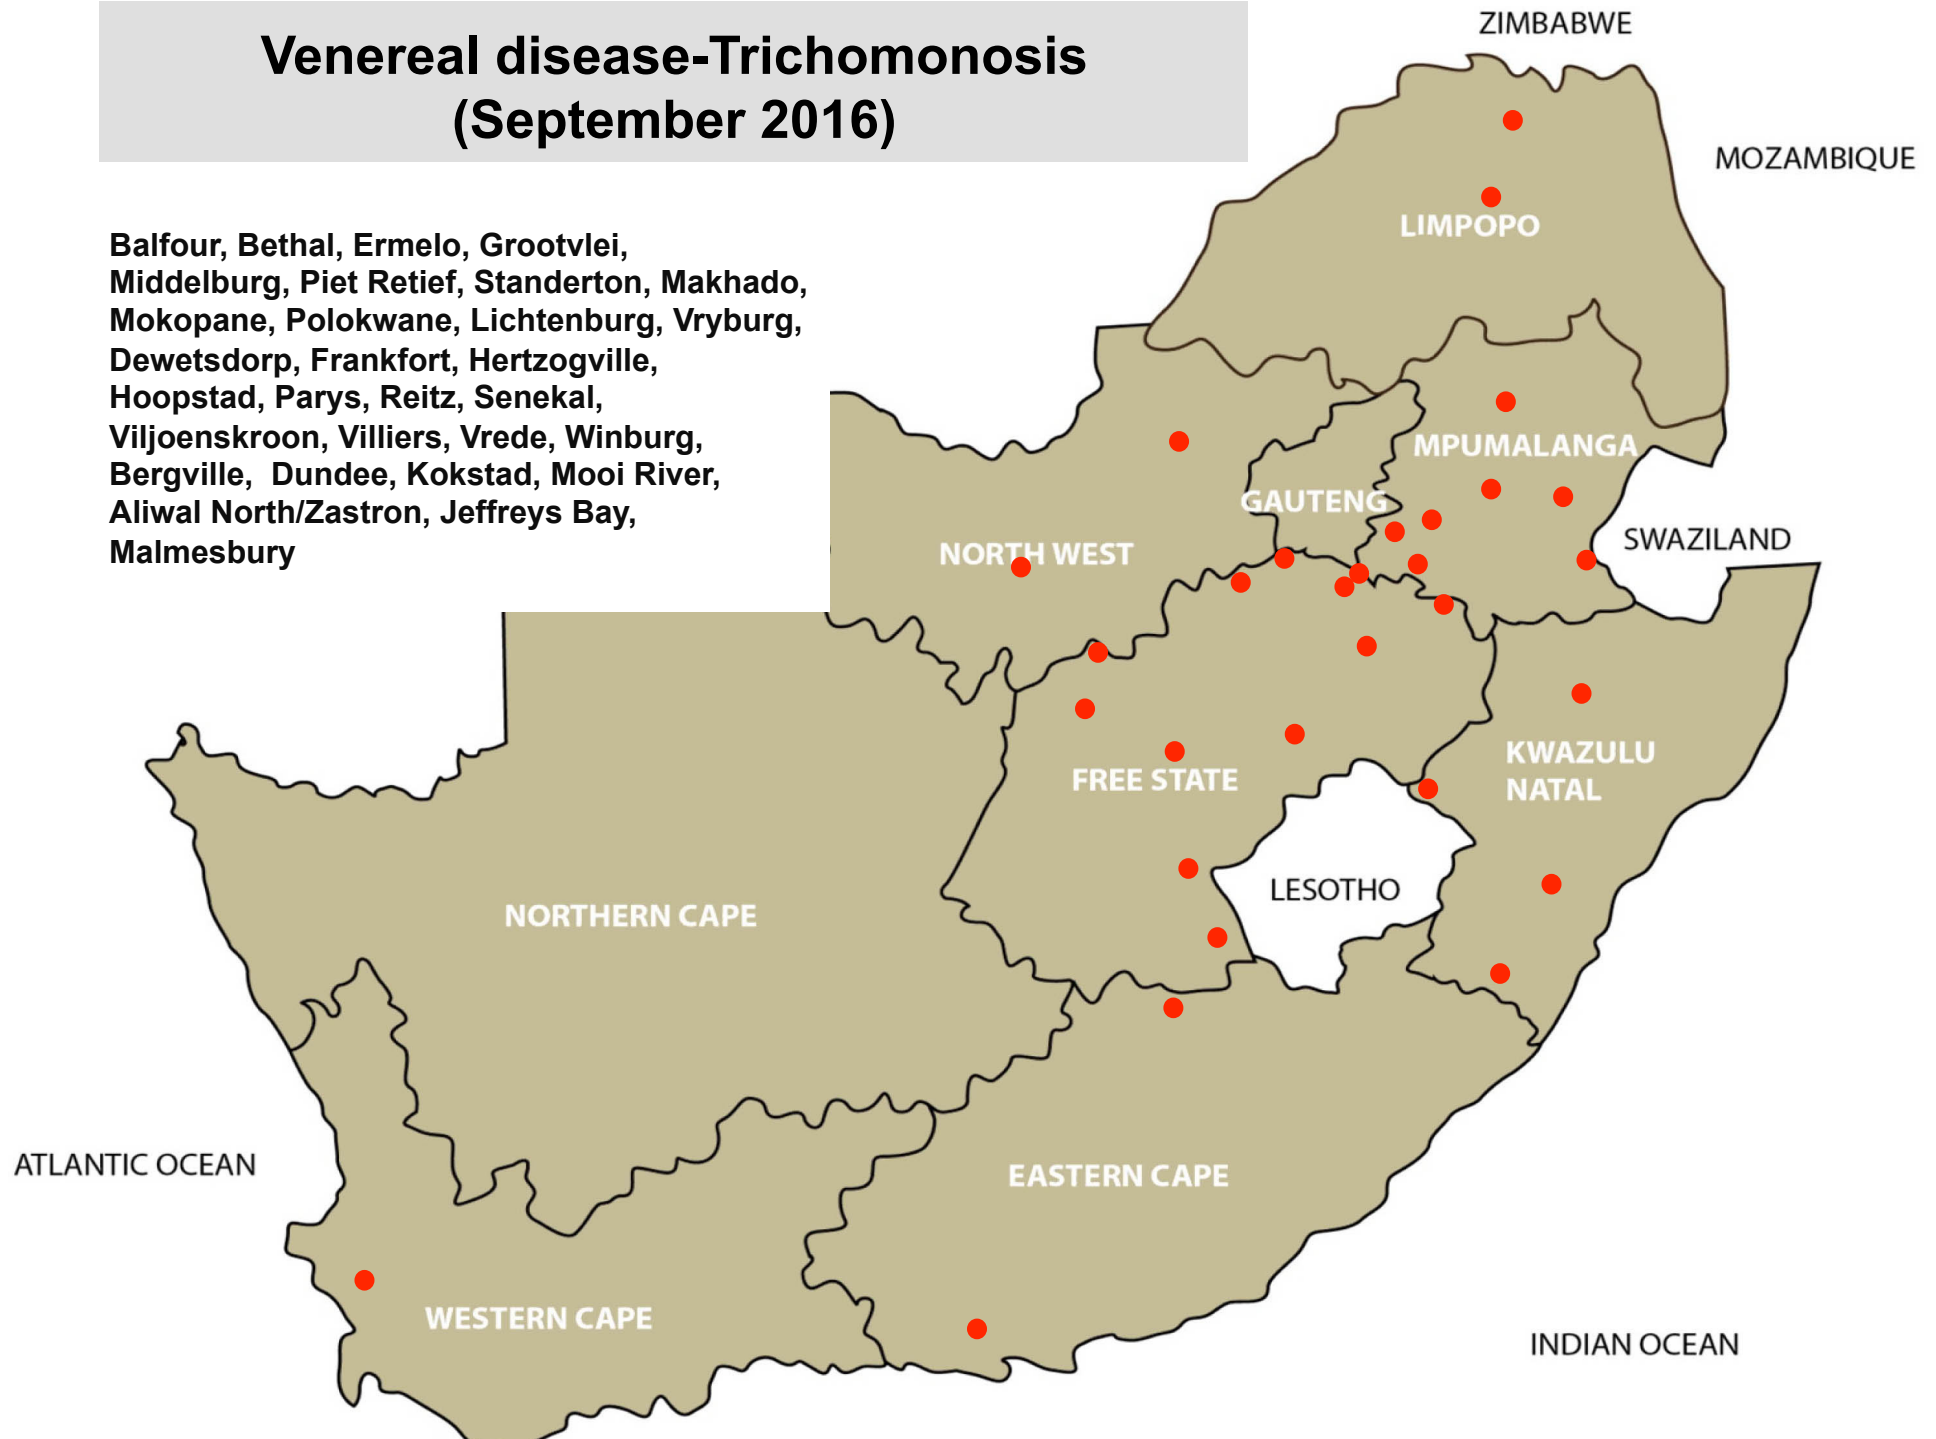 Venereal disease-Trichomonosis
(September 2016)
Balfour, Bethal, Ermelo, Grootvlei,
Middelburg, Piet Retief, Standerton, Makhado,
Mokopane, Polokwane, Lichtenburg, Vryburg,
Dewetsdorp, Frankfort, Hertzogville,
Hoopstad, Parys, Reitz, Senekal,
Viljoenskroon, Villiers, Vrede, Winburg,
Bergville,  Dundee, Kokstad, Mooi River,
Aliwal North/Zastron, Jeffreys Bay,
Malmesbury
ZIMBABWE
MOZAMBIQUE
LIMPOPO
MPUMALANGA
GAUTENG
SWAZILAND
NORTH WEST
KWAZULU
NATAL
FREE STATE
LESOTHO
NORTHERN CAPE
ATLANTIC OCEAN
EASTERN CAPE
WESTERN CAPE
INDIAN OCEAN